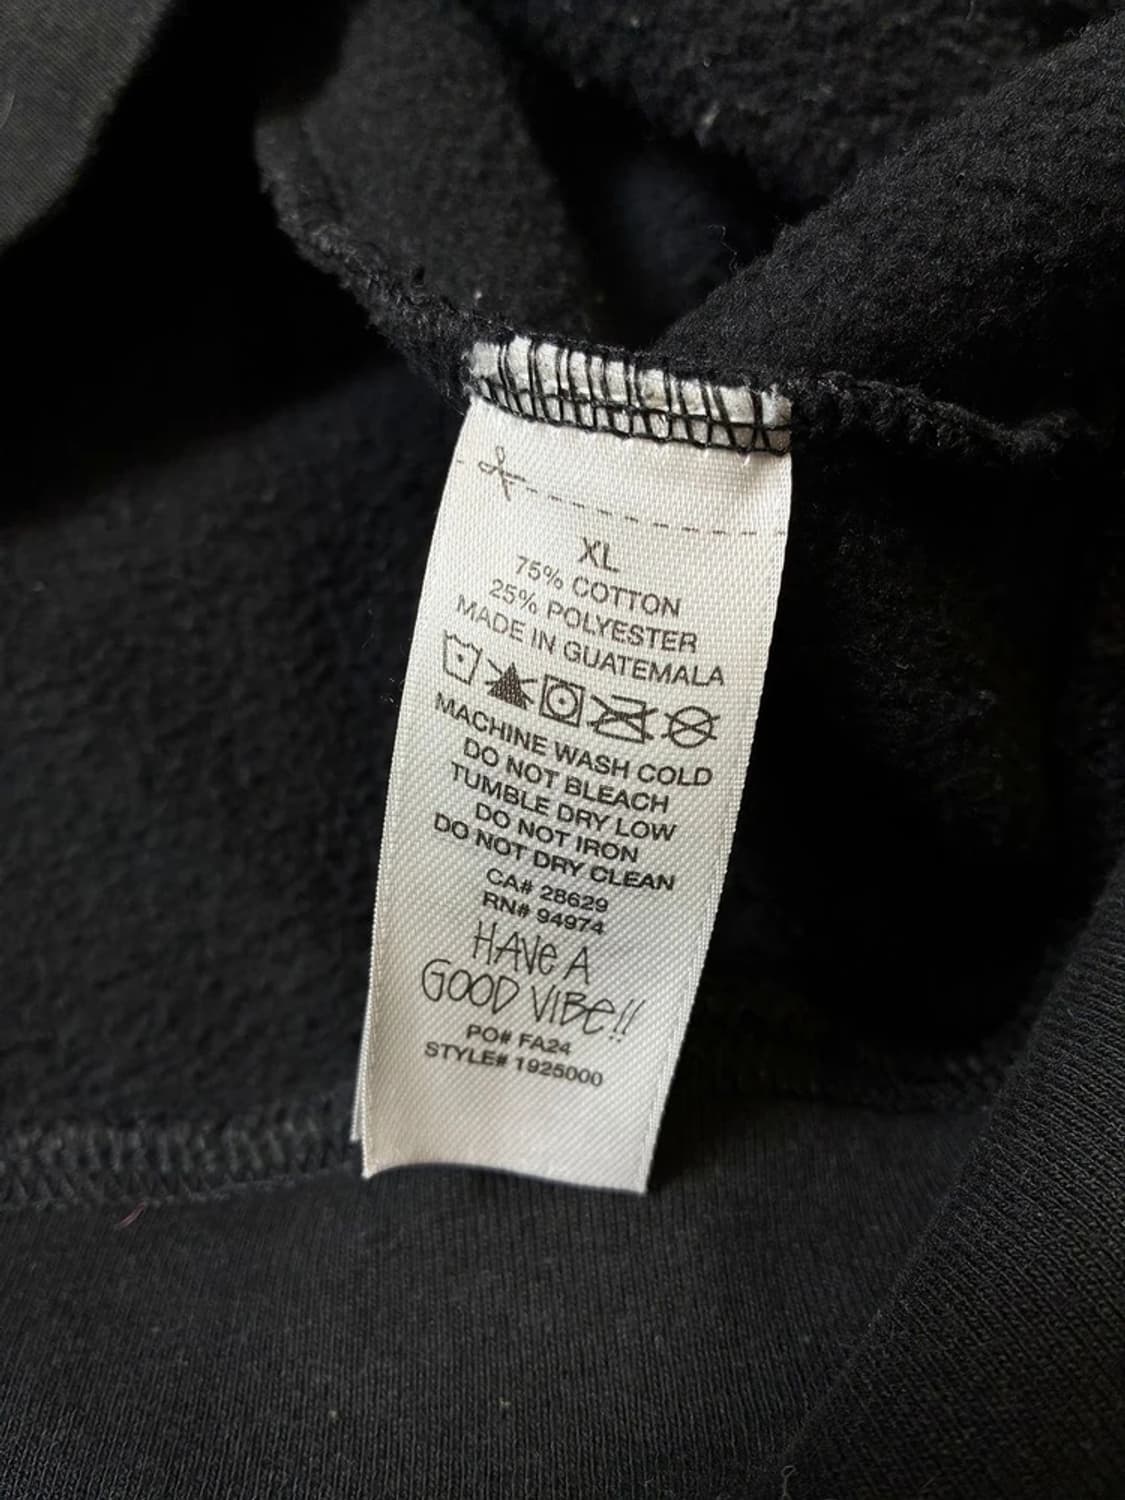 XL
75% COTTON
25% POLYESTER
MADE IN GUATEMALA
MACHINE WASH COLD
DO NOT BLEACH
TUMBLE DRY LOW
DO NOT IRON
DO NOT DRY CLEAN
CA# 28629
RN# 94974
HAVe A
GOOD VIBe!!
PO# FA24
STYLE# 1925000